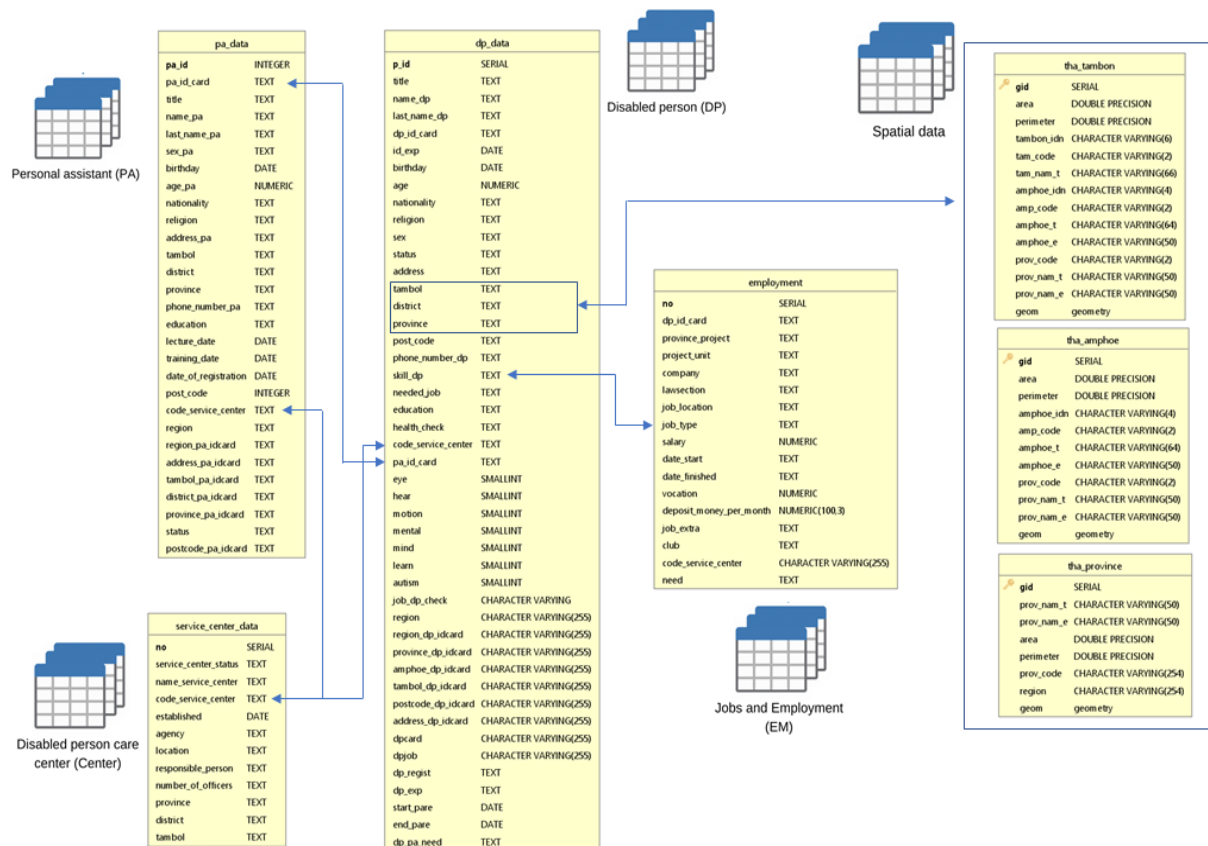 Personal assistant (PA)
pa_data
pa_id INTEGER
pa_id_card TEXT
title TEXT
name_pa TEXT
last_name_pa TEXT
sex_pa TEXT
birthday DATE
age_pa NUMERIC
nationality TEXT
religion TEXT
address_pa TEXT
tambol TEXT
district TEXT
province TEXT
phone_number_pa TEXT
education TEXT
lecture_date DATE
training_date DATE
date_of_registration DATE
post_code INTEGER
code_service_center TEXT
region TEXT
region_pa_idcard TEXT
address_pa_idcard TEXT
tambol_pa_idcard TEXT
district_pa_idcard TEXT
province_pa_idcard TEXT
status TEXT
postcode_pa_idcard TEXT
Disabled person care
center (Center)
service_center_data
no SERIAL
service_center_status TEXT
name_service_center TEXT
code_service_center TEXT
established DATE
agency TEXT
location TEXT
responsible_person TEXT
number_of_officers TEXT
province TEXT
district TEXT
tambol TEXT
dp_data
p_id SERIAL
title TEXT
name_dp TEXT
last_name_dp TEXT
dp_id_card TEXT
id_exp DATE
birthday DATE
age NUMERIC
nationality TEXT
religion TEXT
sex TEXT
status TEXT
address TEXT
tambol TEXT
district TEXT
province TEXT
post_code TEXT
phone_number_dp TEXT
skill_dp TEXT
needed_job TEXT
education TEXT
health_check TEXT
code_service_center TEXT
pa_id_card TEXT
eye SMALLINT
hear SMALLINT
motion SMALLINT
mental SMALLINT
mind SMALLINT
learn SMALLINT
autism SMALLINT
job_dp_check CHARACTER VARYING
region CHARACTER VARYING(255)
region_dp_idcard CHARACTER VARYING(255)
province_dp_idcard CHARACTER VARYING(255)
amphoe_dp_idcard CHARACTER VARYING(255)
tambol_dp_idcard CHARACTER VARYING(255)
postcode_dp_idcard CHARACTER VARYING(255)
address_dp_idcard CHARACTER VARYING(255)
dpcard CHARACTER VARYING(255)
dpjob CHARACTER VARYING(255)
dp_regist TEXT
dp_exp TEXT
start_pare DATE
end_pare DATE
dp_pa_need TEXT
Disabled person (DP)
employment
no SERIAL
dp_id_card TEXT
province_project TEXT
project_unit TEXT
company TEXT
lawsection TEXT
job_location TEXT
job_type TEXT
salary NUMERIC
date_start TEXT
date_finished TEXT
vocation NUMERIC
deposit_money_per_month NUMERIC(100,3)
job_extra TEXT
club TEXT
code_service_center CHARACTER VARYING(255)
need TEXT
Jobs and Employment
(EM)
Spatial data
tha_tambon
gid SERIAL
area DOUBLE PRECISION
perimeter DOUBLE PRECISION
tambon_idn CHARACTER VARYING(6)
tam_code CHARACTER VARYING(2)
tam_nam_t CHARACTER VARYING(66)
amphoe_idn CHARACTER VARYING(4)
amp_code CHARACTER VARYING(2)
amphoe_t CHARACTER VARYING(64)
amphoe_e CHARACTER VARYING(50)
prov_code CHARACTER VARYING(2)
prov_nam_t CHARACTER VARYING(50)
prov_nam_e CHARACTER VARYING(50)
geom geometry
tha_amphoe
gid SERIAL
area DOUBLE PRECISION
perimeter DOUBLE PRECISION
amphoe_idn CHARACTER VARYING(4)
amp_code CHARACTER VARYING(2)
amphoe_t CHARACTER VARYING(64)
amphoe_e CHARACTER VARYING(50)
prov_code CHARACTER VARYING(2)
prov_nam_t CHARACTER VARYING(50)
prov_nam_e CHARACTER VARYING(50)
geom geometry
tha_province
gid SERIAL
prov_nam_t CHARACTER VARYING(50)
prov_nam_e CHARACTER VARYING(50)
area DOUBLE PRECISION
perimeter DOUBLE PRECISION
prov_code CHARACTER VARYING(254)
region CHARACTER VARYING(254)
geom geometry